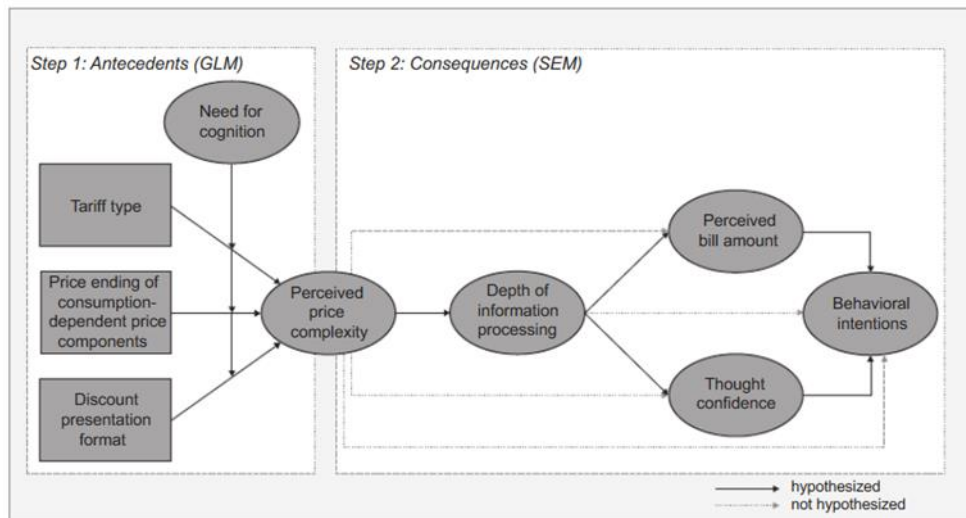 Step 1: Antecedents (GLM)
Step 2: Consequences (SEM)
Need for
cognition
Tariff type
Price ending of
consumption-
dependent price
components
Discount
presentation
format
Perceived
price
complexity
Depth of
information
processing
Perceived
bill amount
Thought
confidence
Behavioral
intentions
hypothesized
not hypothesized